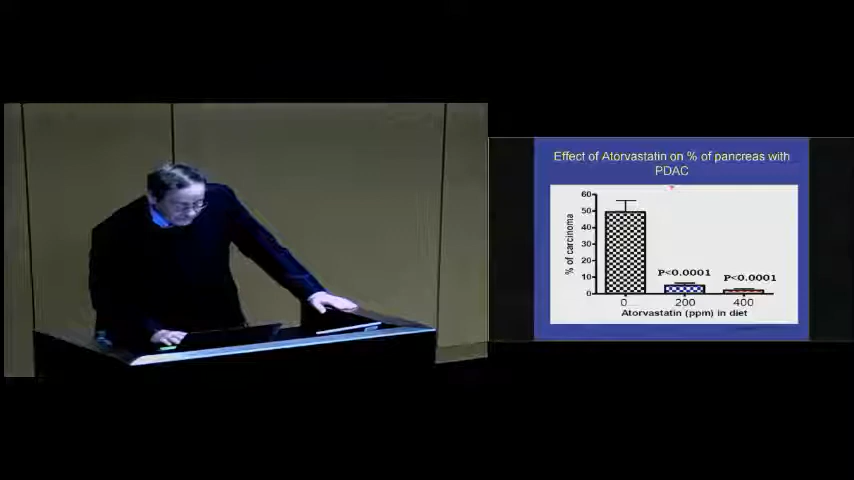 Effect of Atorvastatin on % of pancreas with
PDAC
60
50
40
30
20
10
0
% of carcinoma
P<0.0001
P<0.0001
0
200
400
Atorvastatin (ppm) in diet